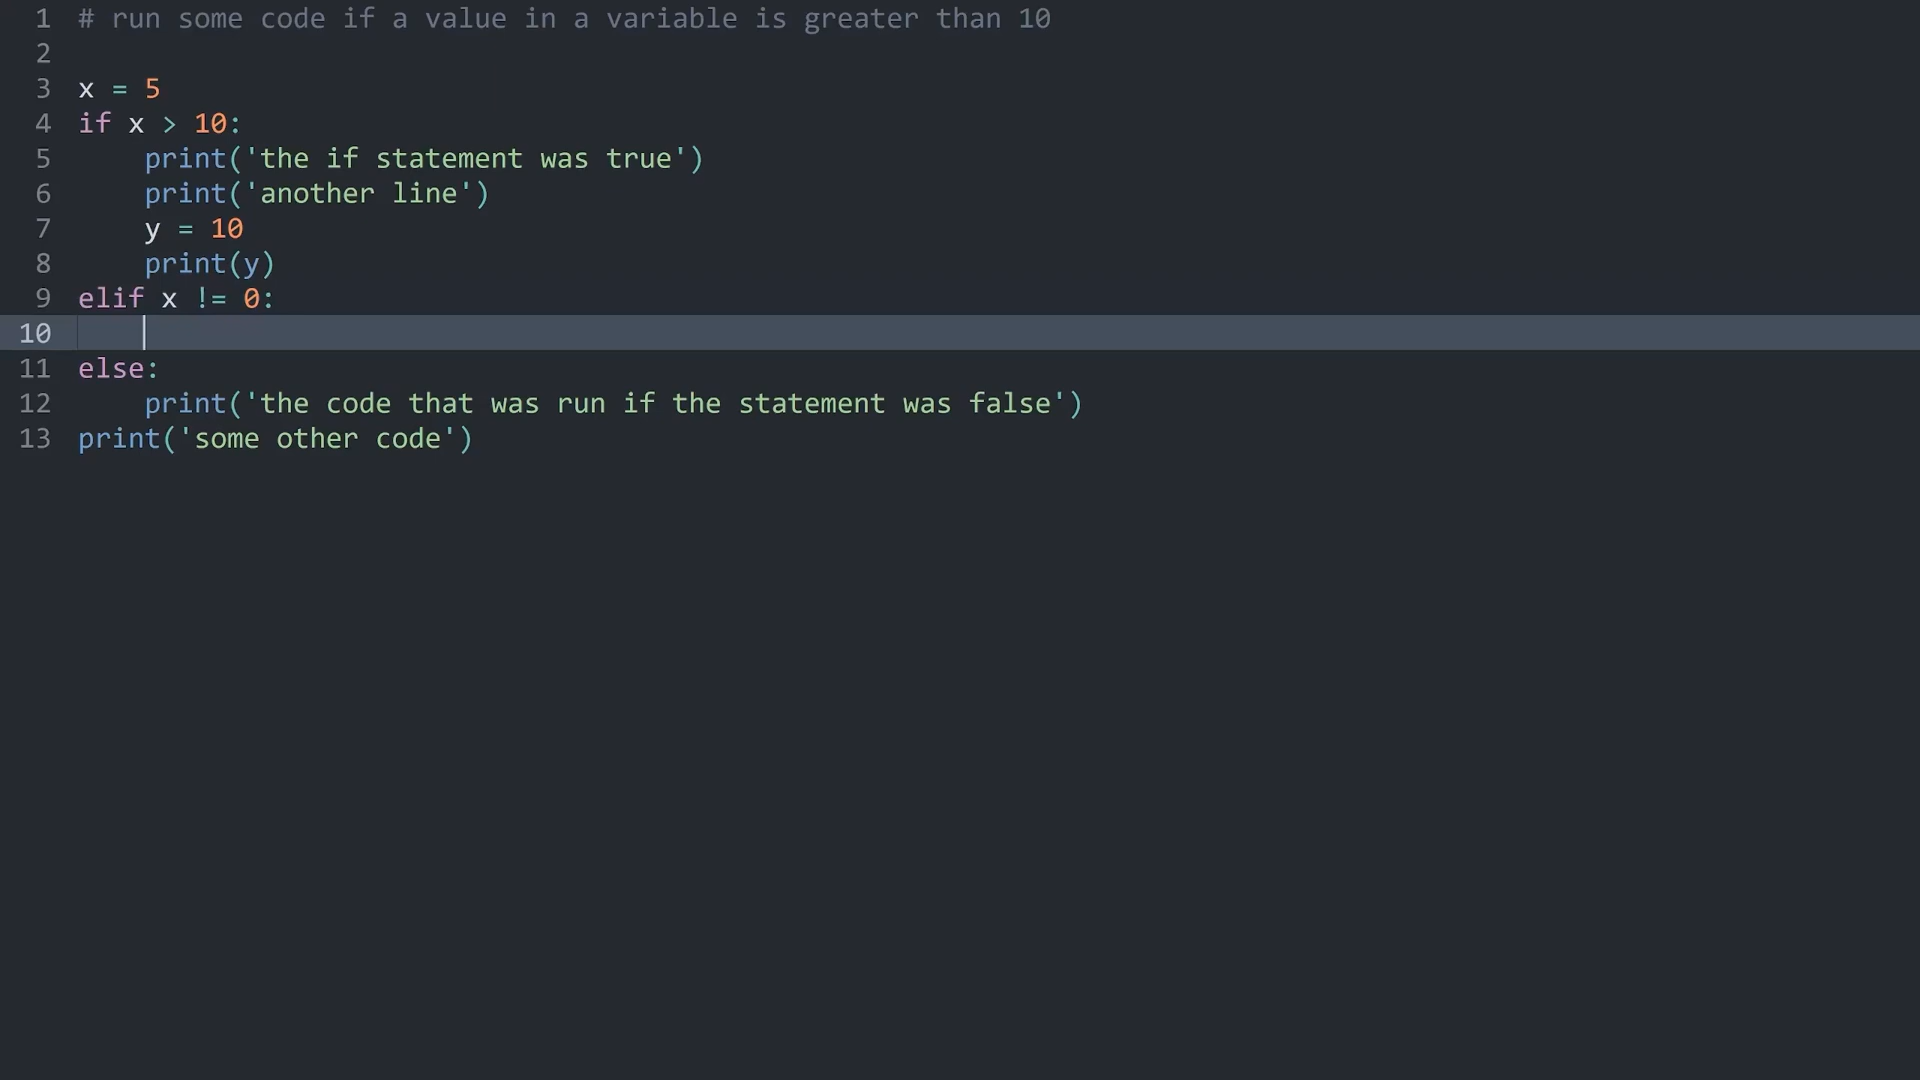 1 # run some code if a value in a variable is greater than 10
2
3 x = 5
4 if x > 10:
5     print('the if statement was true')
6     print('another line')
7     y = 10
8     print(y)
9 elif x != 0:
10
11 else:
12     print('the code that was run if the statement was false')
13 print('some other code')